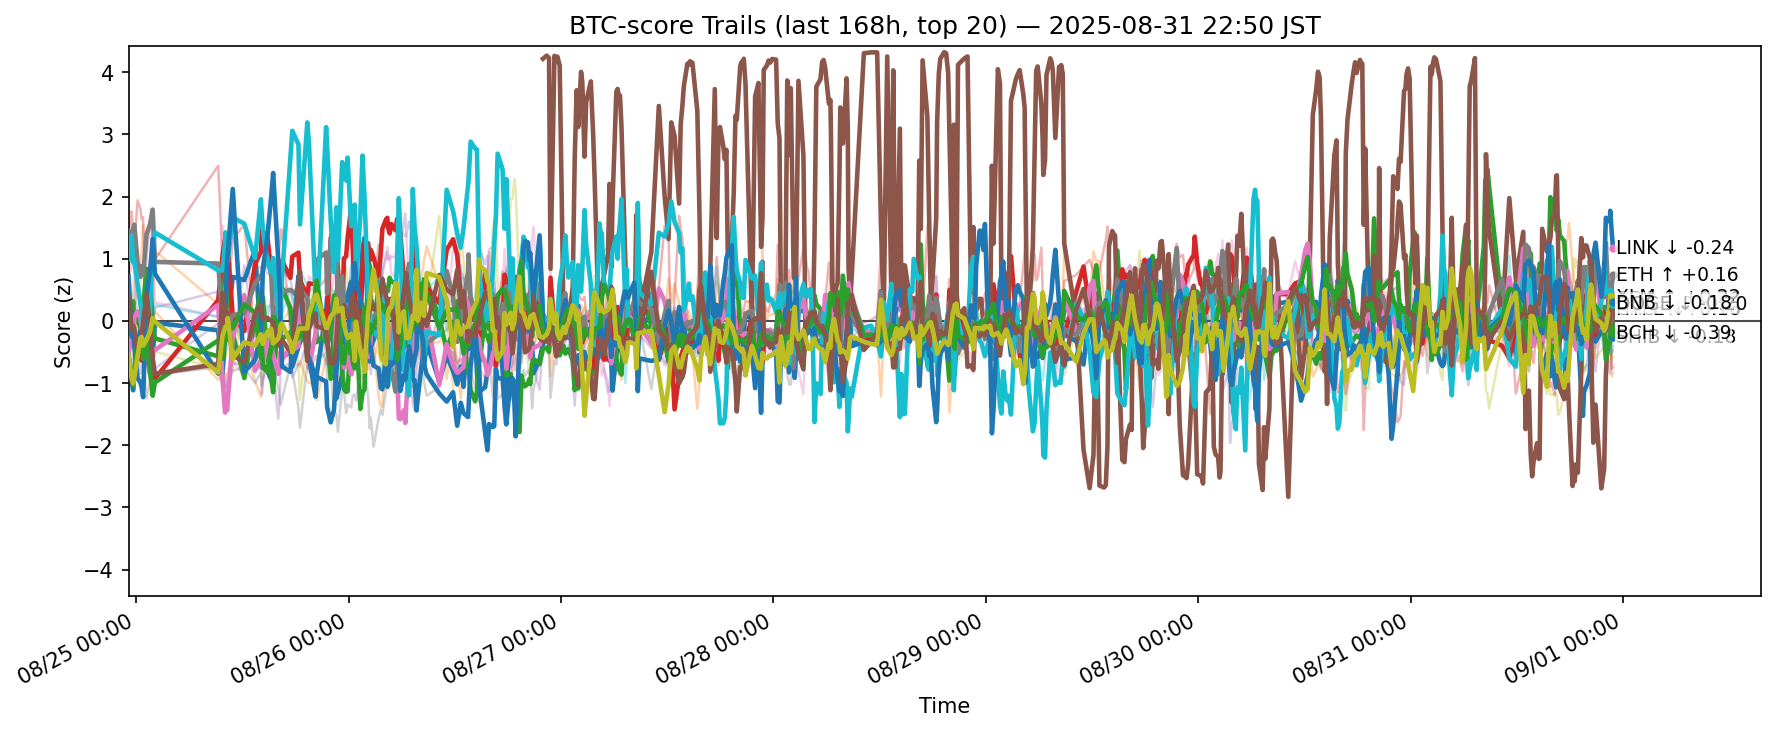 BTC-score Trails (last 168h, top 20) — 2025-08-31 22:50 JST
Score (z)
4
3
2
1
0
−1
−2
−3
−4
LINK ↓ -0.24
ETH ↑ +0.16
BNB ↓ -0.18
BCH ↓ -0.39
08/25 00:00
08/26 00:00
08/27 00:00
08/28 00:00
08/29 00:00
08/30 00:00
08/31 00:00
09/01 00:00
Time